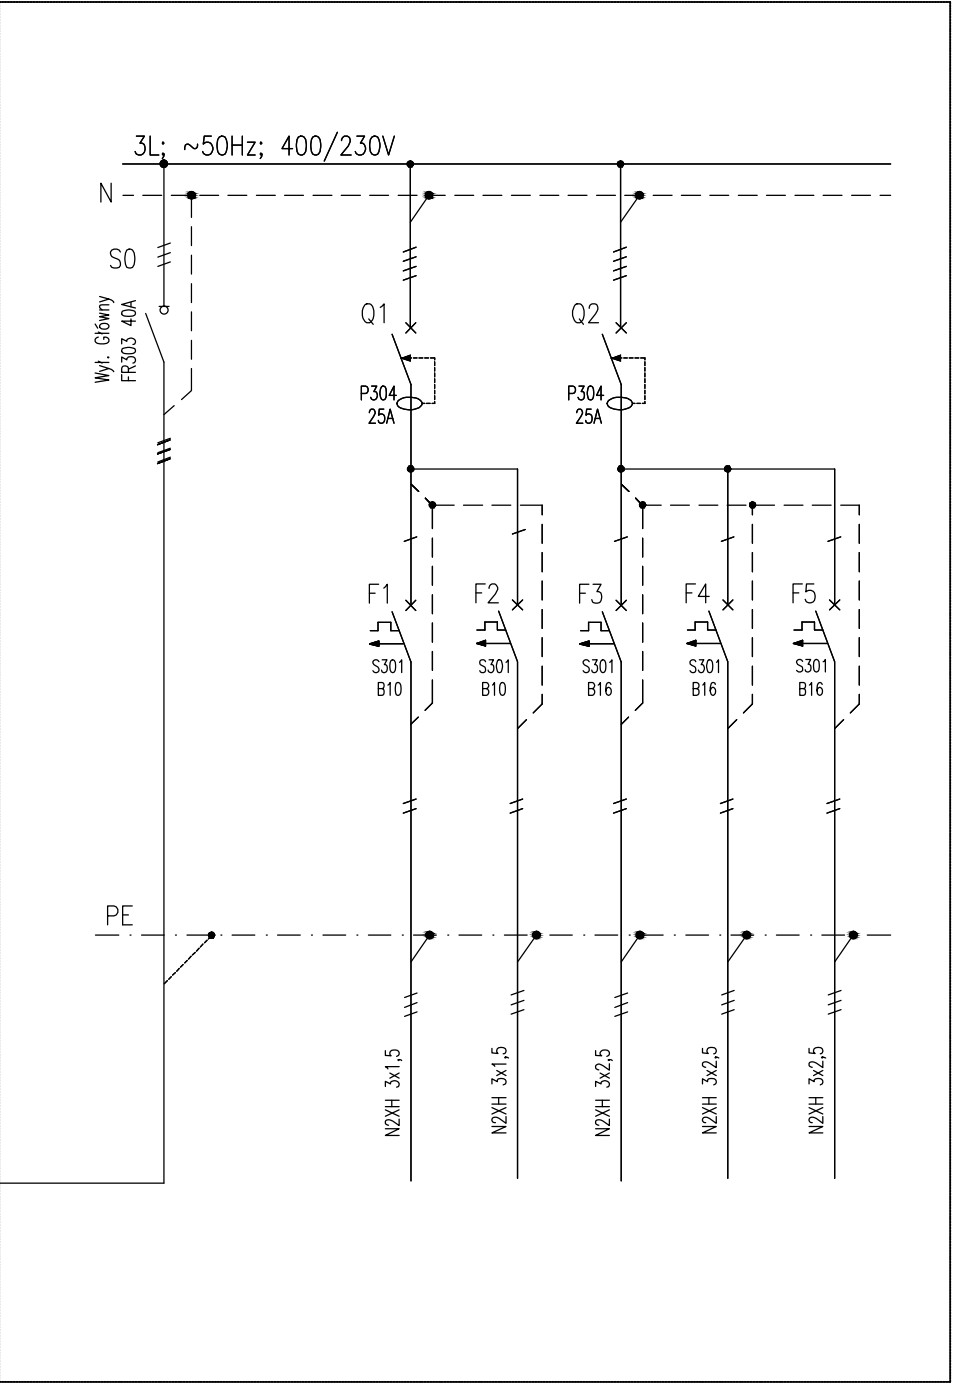 3L; ~50Hz; 400/230V
N
S0
Wył. Główny
FR303 40A
Q1
P304
25A
Q2
P304
25A
F1
S301
B10
F2
S301
B10
F3
S301
B16
F4
S301
B16
F5
S301
B16
PE
N2XH 3x1,5
N2XH 3x1,5
N2XH 3x2,5
N2XH 3x2,5
N2XH 3x2,5